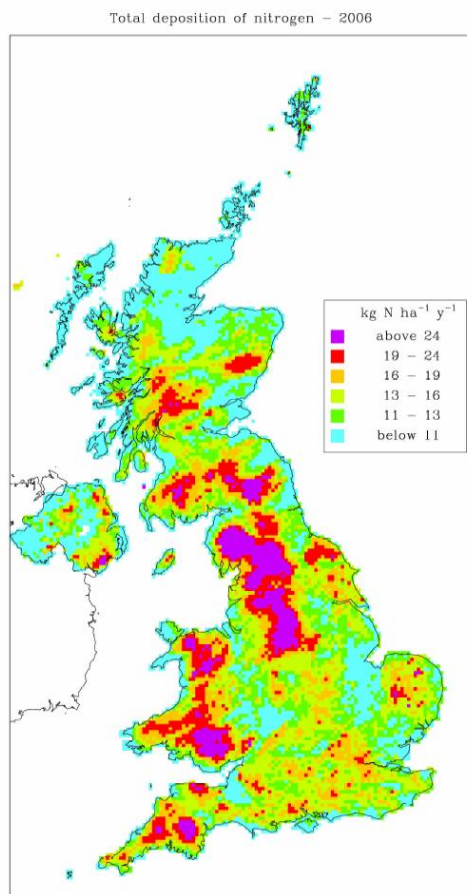 Total deposition of nitrogen – 2006
kg N ha⁻¹ y⁻¹
above 24
19 – 24
16 – 19
13 – 16
11 – 13
below 11